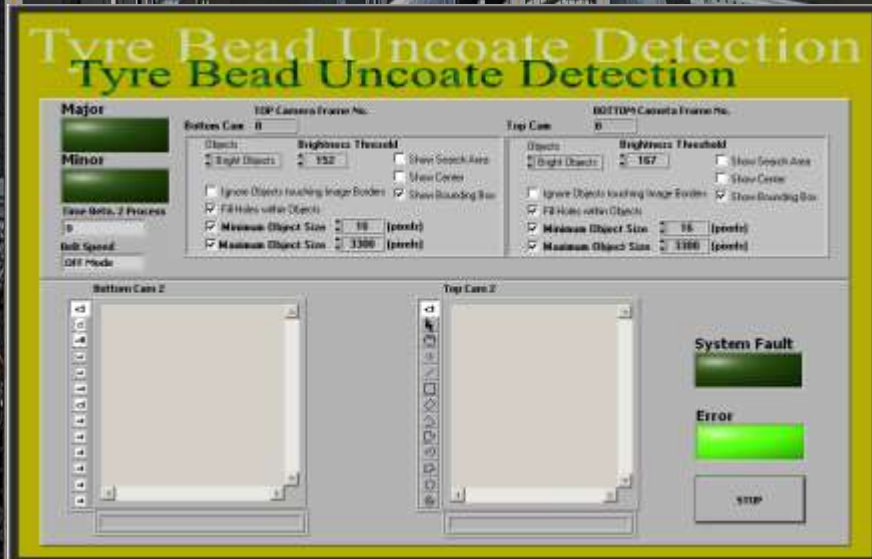 Tyre Bead Uncoate Detection
Tyre Bead Uncoate Detection
Major
Minor
Time Betn. 2 Process
0
Belt Speed
OFF Mode
TOP Camera Frame No.
Bottom Cam 0
Objects
Bright Objects
Brightness Threshold
152
Show Search Area
Show Center
Show Bounding Box
Ignore Objects touching Image Borders
Fill Holes within Objects
Minimum Object Size 16 (pixels)
Maximum Object Size 3300 (pixels)
BOTTOM Camera Frame No.
Top Cam 0
Objects
Bright Objects
Brightness Threshold
167
Show Search Area
Show Center
Show Bounding Box
Ignore Objects touching Image Borders
Fill Holes within Objects
Minimum Object Size 16 (pixels)
Maximum Object Size 3300 (pixels)
Bottom Cam 2
Top Cam 2
System Fault
Error
STOP